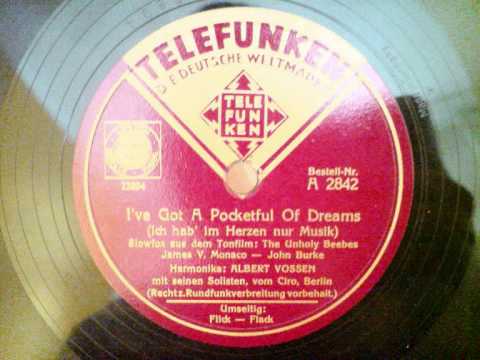 TELEFUNKEN
DIE DEUTSCHE WELTMARKE
TELE
FUN
KEN
Bestell-Nr.
A 2842
23894
I've Got A Pocketful Of Dreams
(Ich hab' im Herzen nur Musik)
Slowfox aus dem Tonfilm: The Unholy Beebes
James V. Monaco — John Burke
Harmonika: ALBERT VOSSEN
mit seinen Solisten, vom Ciro, Berlin
(Recht z. Rundfunkverbreitung vorbehalt.)
Umseitig:
Flick — Flack